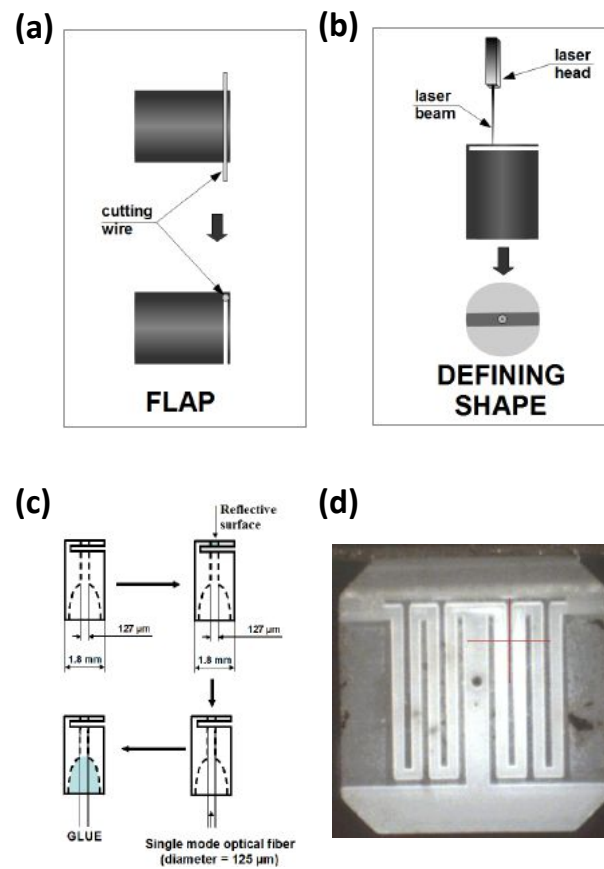 (a)
cutting
wire
FLAP
(b)
laser
head
laser
beam
DEFINING
SHAPE
(c)
Reflective
surface
127 μm
1.8 mm
127 μm
1.8 mm
GLUE
Single mode optical fiber
(diameter = 125 μm)
(d)